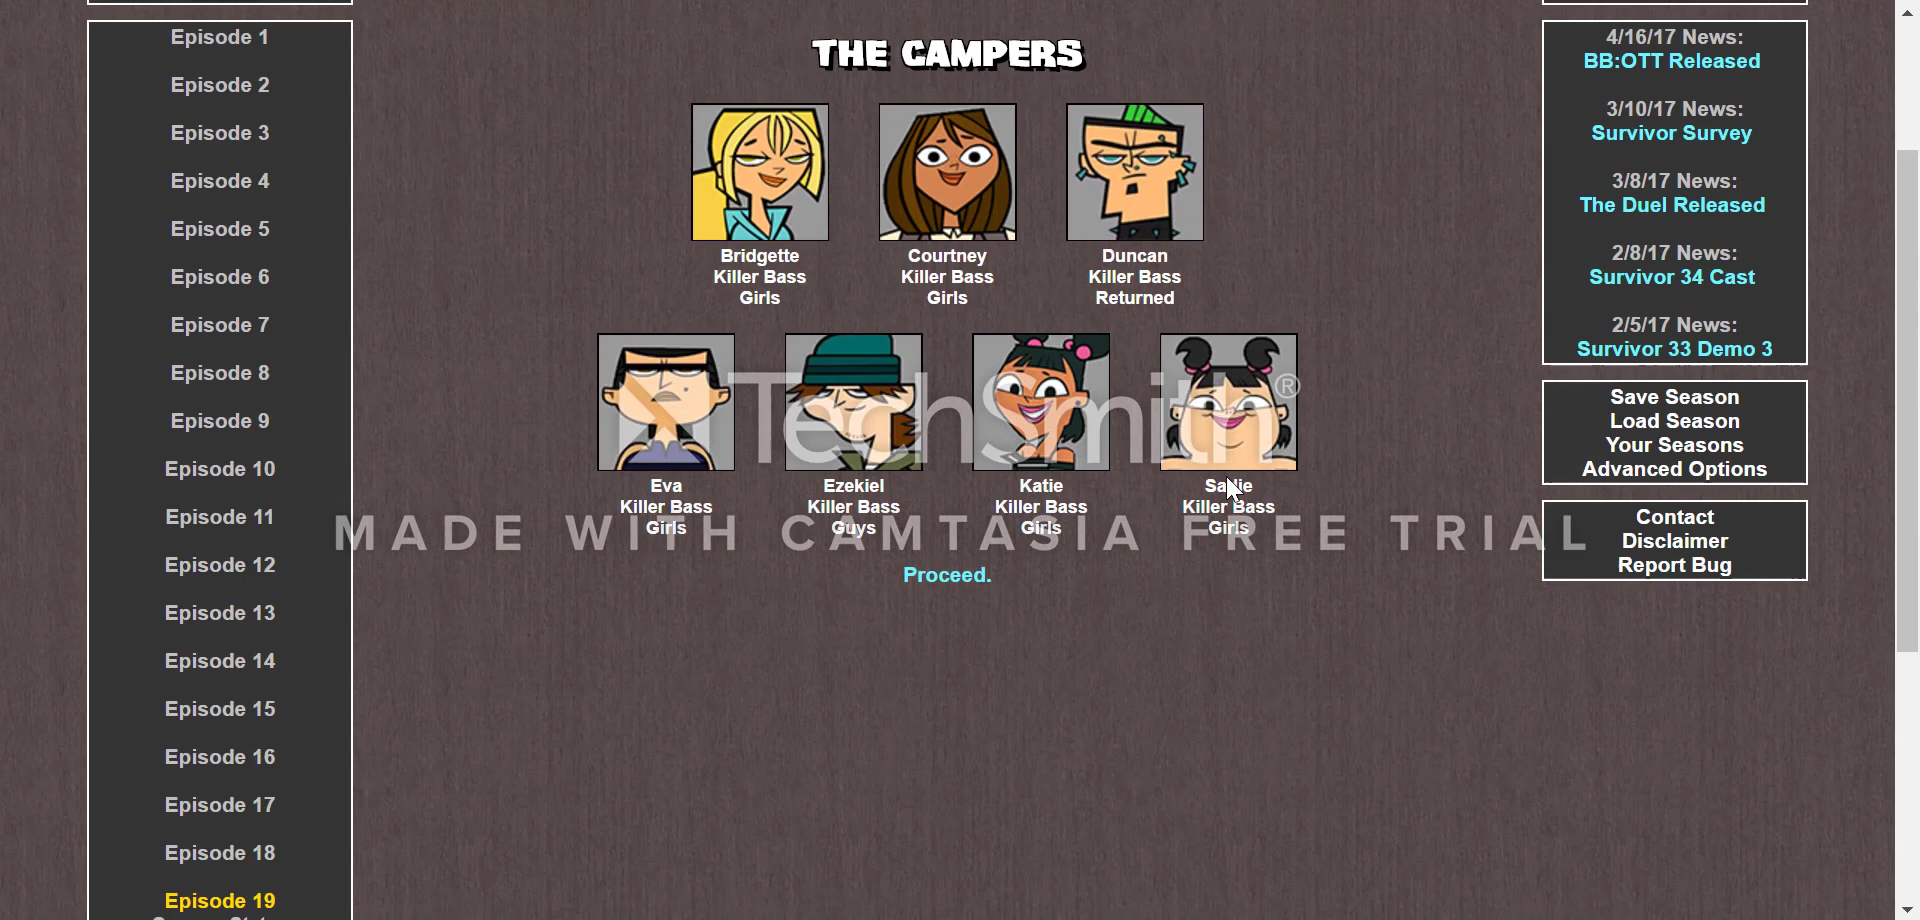 Episode 1
Episode 2
Episode 3
Episode 4
Episode 5
Episode 6
Episode 7
Episode 8
Episode 9
Episode 10
Episode 11
Episode 12
Episode 13
Episode 14
Episode 15
Episode 16
Episode 17
Episode 18
Episode 19
THE CAMPERS
Bridgette
Killer Bass
Girls
Courtney
Killer Bass
Girls
Duncan
Killer Bass
Returned
Eva
Killer Bass
Girls
Ezekiel
Killer Bass
Guys
Katie
Killer Bass
Girls
Sadie
Killer Bass
Girls
TechSmith®
MADE WITH CAMTASIA FREE TRIAL
Proceed.
4/16/17 News:
BB:OTT Released
3/10/17 News:
Survivor Survey
3/8/17 News:
The Duel Released
2/8/17 News:
Survivor 34 Cast
2/5/17 News:
Survivor 33 Demo 3
Save Season
Load Season
Your Seasons
Advanced Options
Contact
Disclaimer
Report Bug